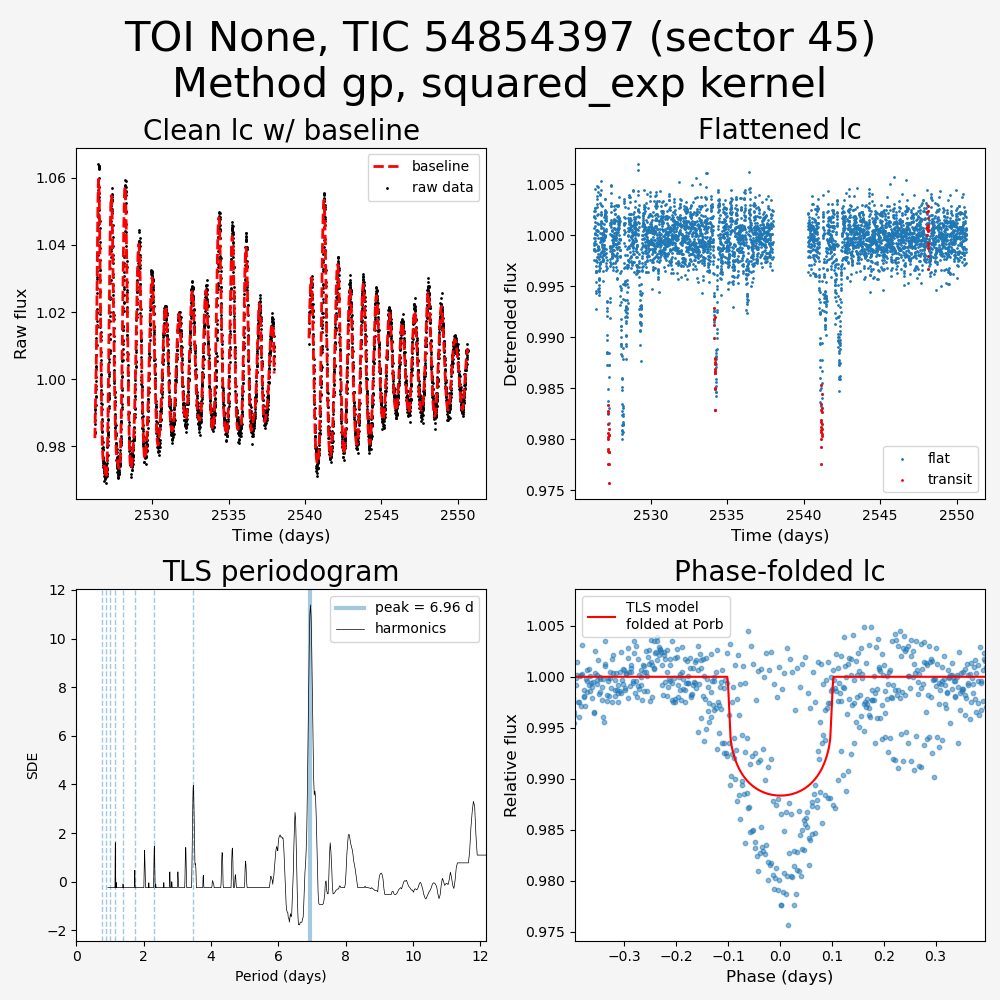 TOI None, TIC 54854397 (sector 45)
Method gp, squared_exp kernel
Clean lc w/ baseline
baseline
raw data
1.06
1.04
1.02
1.00
0.98
Raw flux
2530
2535
2540
2545
2550
Time (days)
Flattened lc
1.005
1.000
0.995
0.990
0.985
0.980
0.975
Detrended flux
flat
transit
2530
2535
2540
2545
2550
Time (days)
TLS periodogram
peak = 6.96 d
harmonics
12
10
8
6
4
2
0
−2
SDE
0
2
4
6
8
10
12
Period (days)
Phase-folded lc
TLS model
folded at Porb
1.005
1.000
0.995
0.990
0.985
0.980
0.975
Relative flux
−0.3
−0.2
−0.1
0.0
0.1
0.2
0.3
Phase (days)